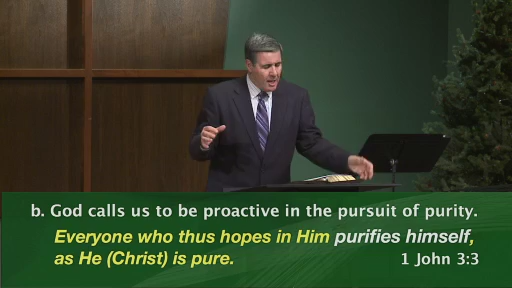 b. God calls us to be proactive in the pursuit of purity.
Everyone who thus hopes in Him purifies himself,
as He (Christ) is pure. 1 John 3:3